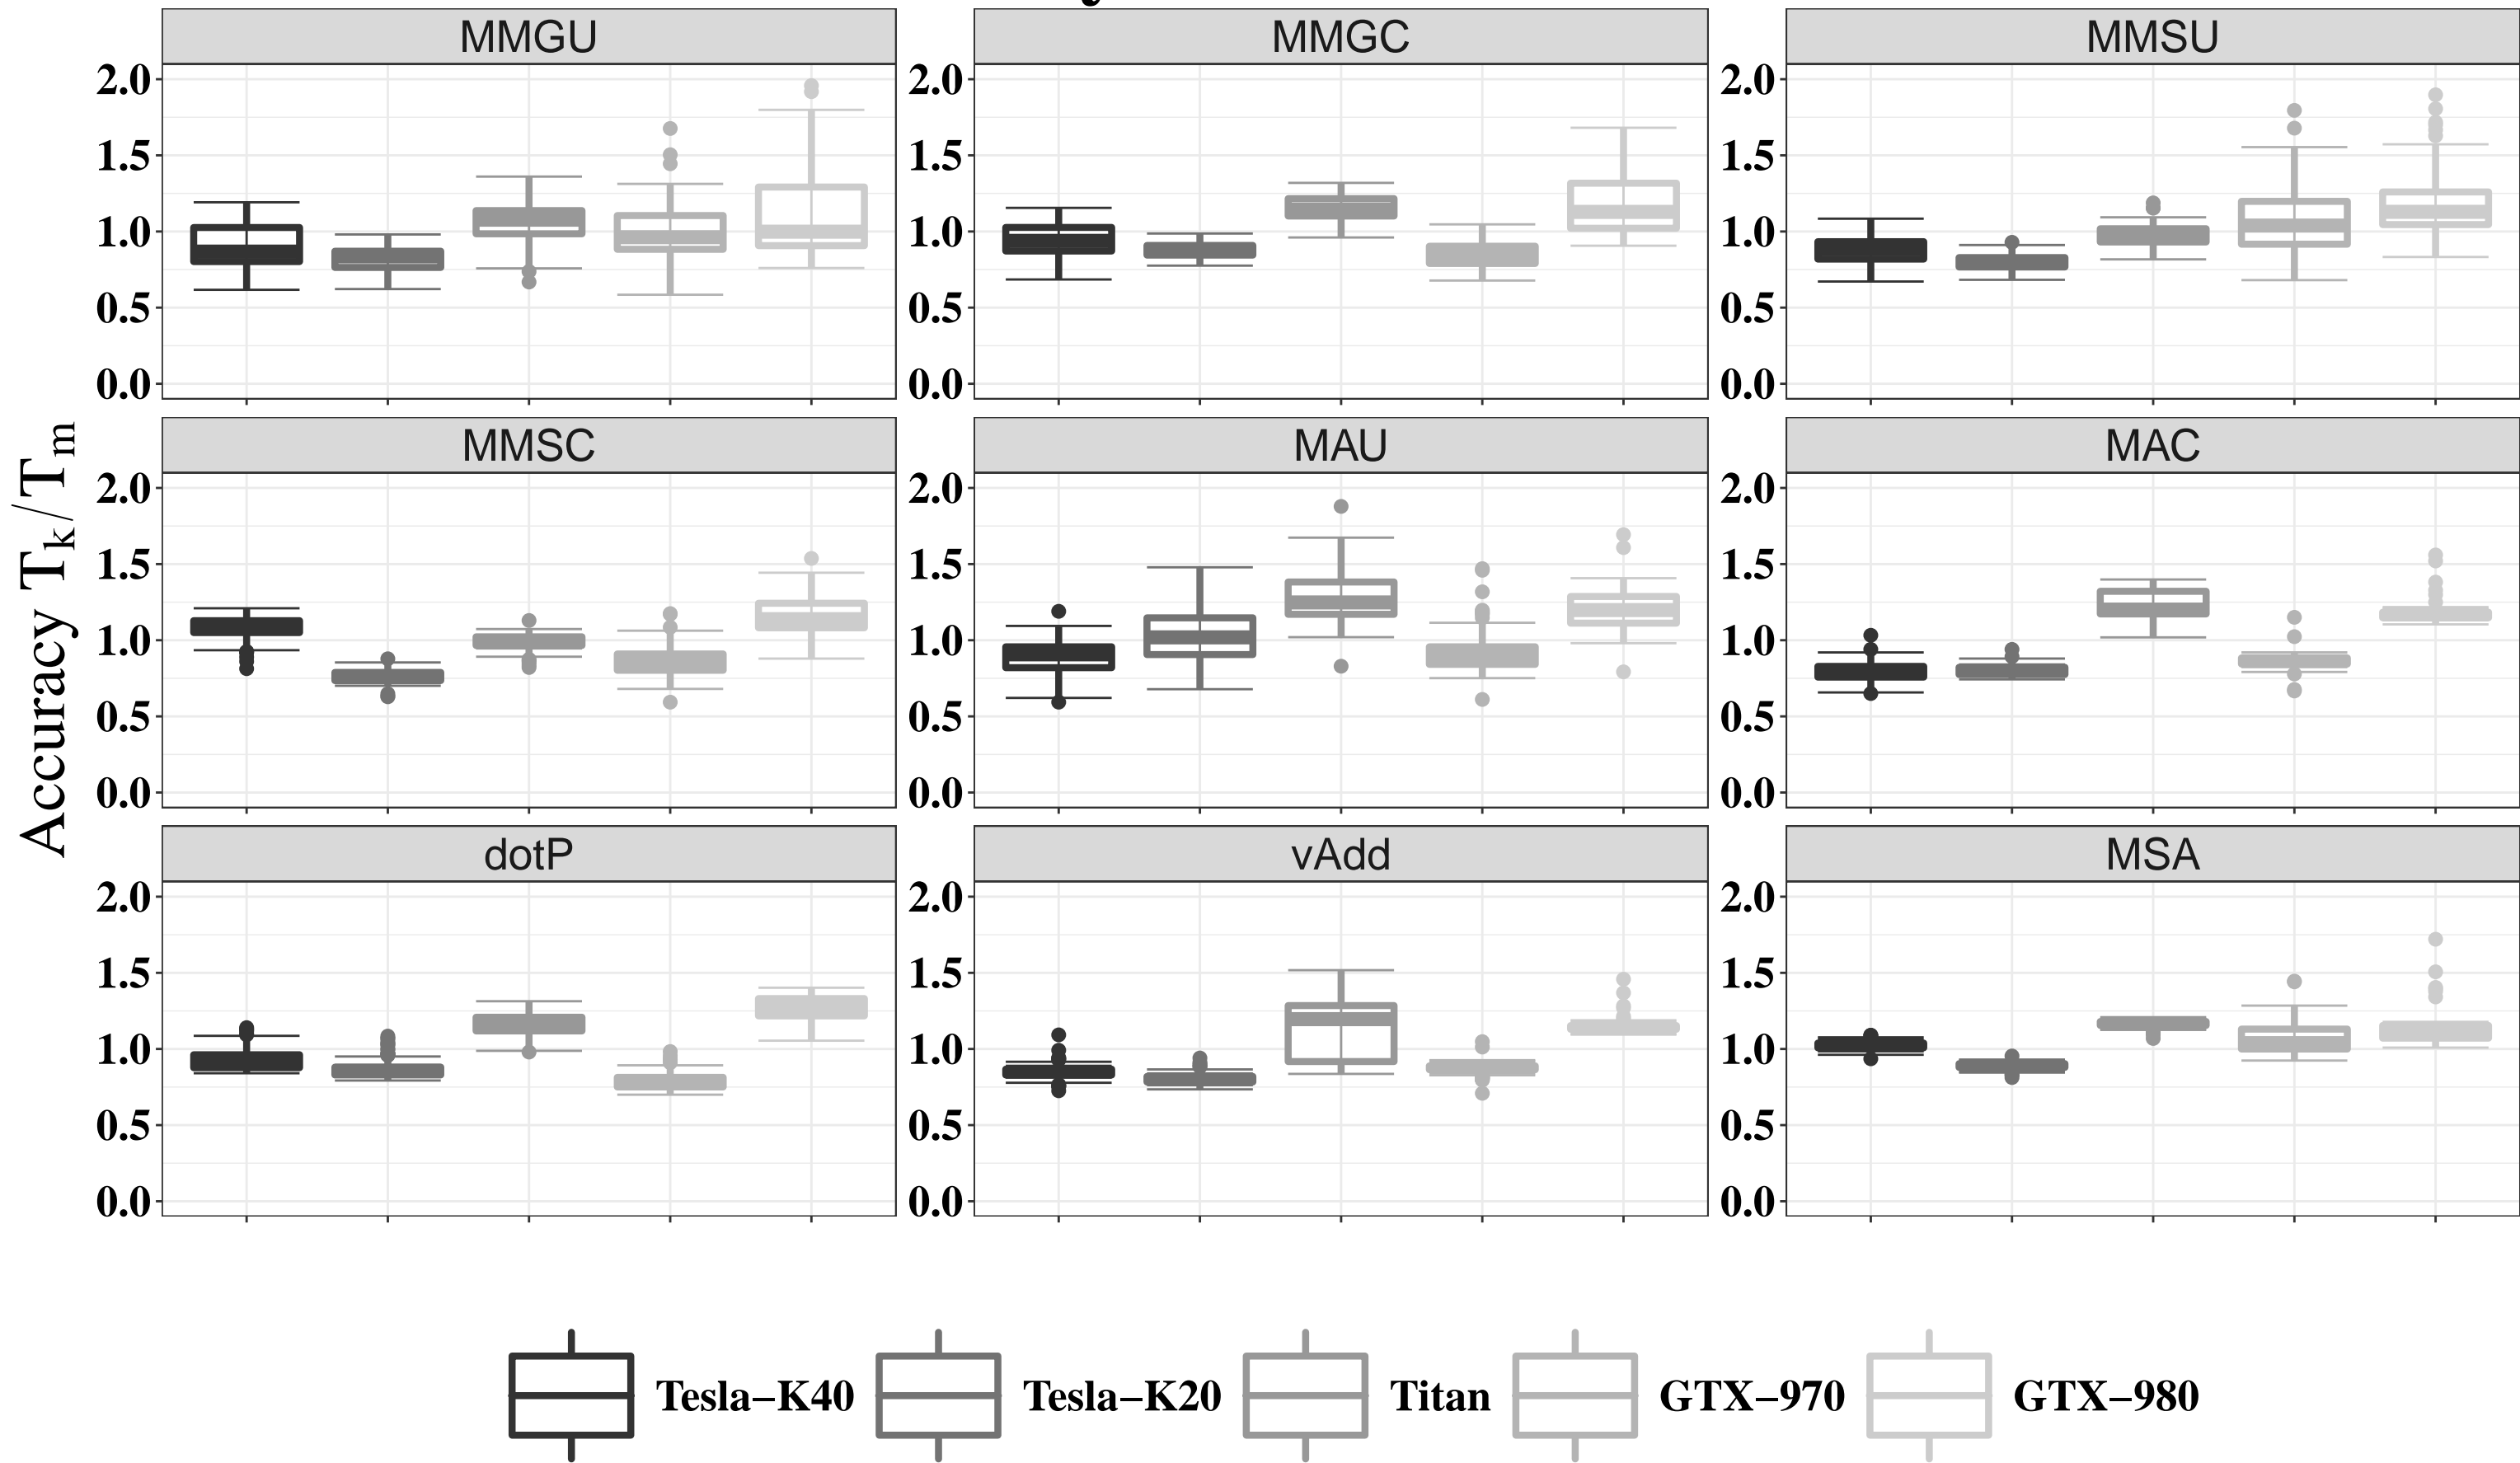 MMGU MMGC MMSU
2.0 2.0 2.0
1.5 1.5 1.5
1.0 1.0 1.0
0.5 0.5 0.5
0.0 0.0 0.0
Accuracy Tk/Tm
MMSC MAU MAC
2.0 2.0 2.0
1.5 1.5 1.5
1.0 1.0 1.0
0.5 0.5 0.5
0.0 0.0 0.0
dotP vAdd MSA
2.0 2.0 2.0
1.5 1.5 1.5
1.0 1.0 1.0
0.5 0.5 0.5
0.0 0.0 0.0
Tesla–K40 Tesla–K20 Titan GTX–970 GTX–980